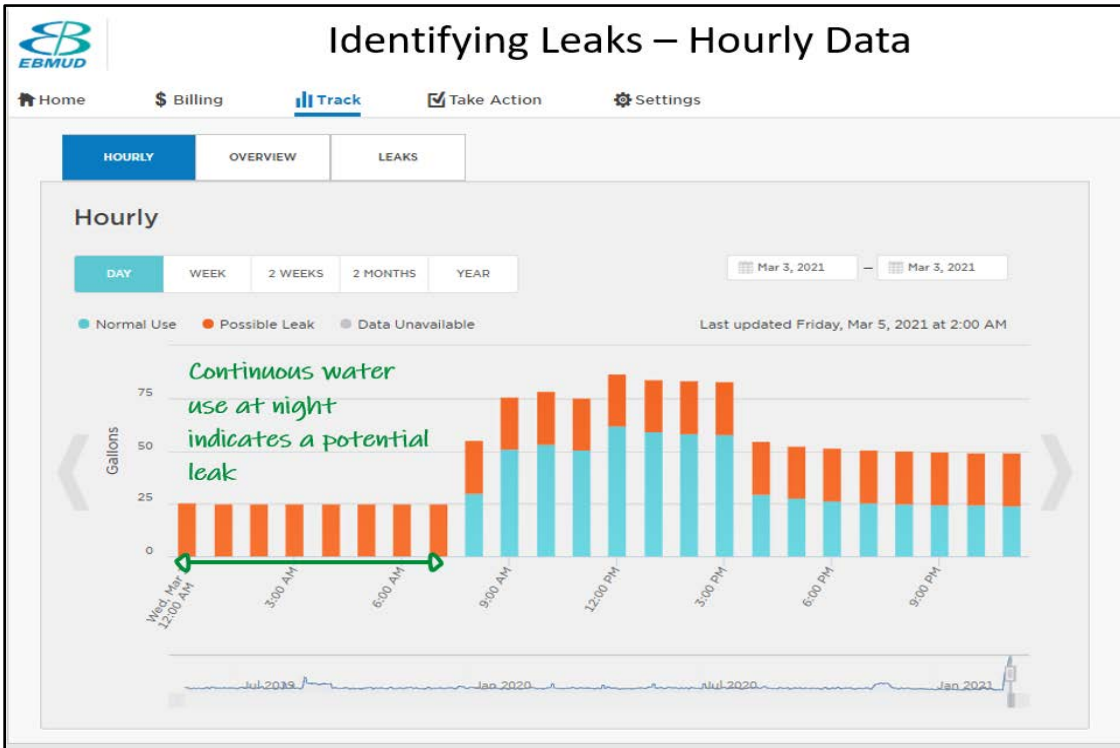 EBMUD
Identifying Leaks – Hourly Data
Home $ Billing Track Take Action Settings
HOURLY OVERVIEW LEAKS
Hourly
DAY WEEK 2 WEEKS 2 MONTHS YEAR Mar 3, 2021 – Mar 3, 2021
Normal Use Possible Leak Data Unavailable Last updated Friday, Mar 5, 2021 at 2:00 AM
Continuous water
use at night
indicates a potential
leak
Gallons
75
50
25
0
Wed, Mar
12:00 AM
3:00 AM
6:00 AM
9:00 AM
12:00 PM
3:00 PM
6:00 PM
9:00 PM
Jul 2019 Jan 2020 Jul 2020 Jan 2021